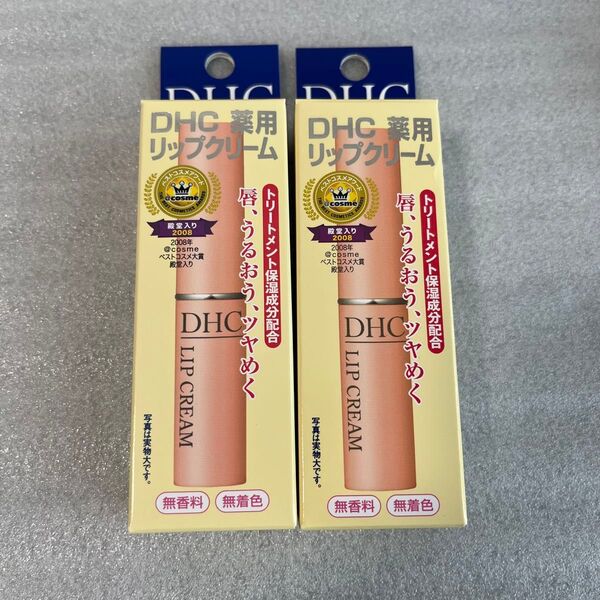 DHC
DHC 薬用
リップクリーム
ベストコスメアワード
@cosme
殿堂入り
2008
2008年
@cosme
ベストコスメ大賞
殿堂入り
トリートメント保湿成分配合
唇、うるおう、ツヤめく
DHC
LIP CREAM
写真は実物大です。
無香料
無着色
DHC
DHC 薬用
リップクリーム
ベストコスメアワード
@cosme
殿堂入り
2008
2008年
@cosme
ベストコスメ大賞
殿堂入り
トリートメント保湿成分配合
唇、うるおう、ツヤめく
DHC
LIP CREAM
写真は実物大です。
無香料
無着色